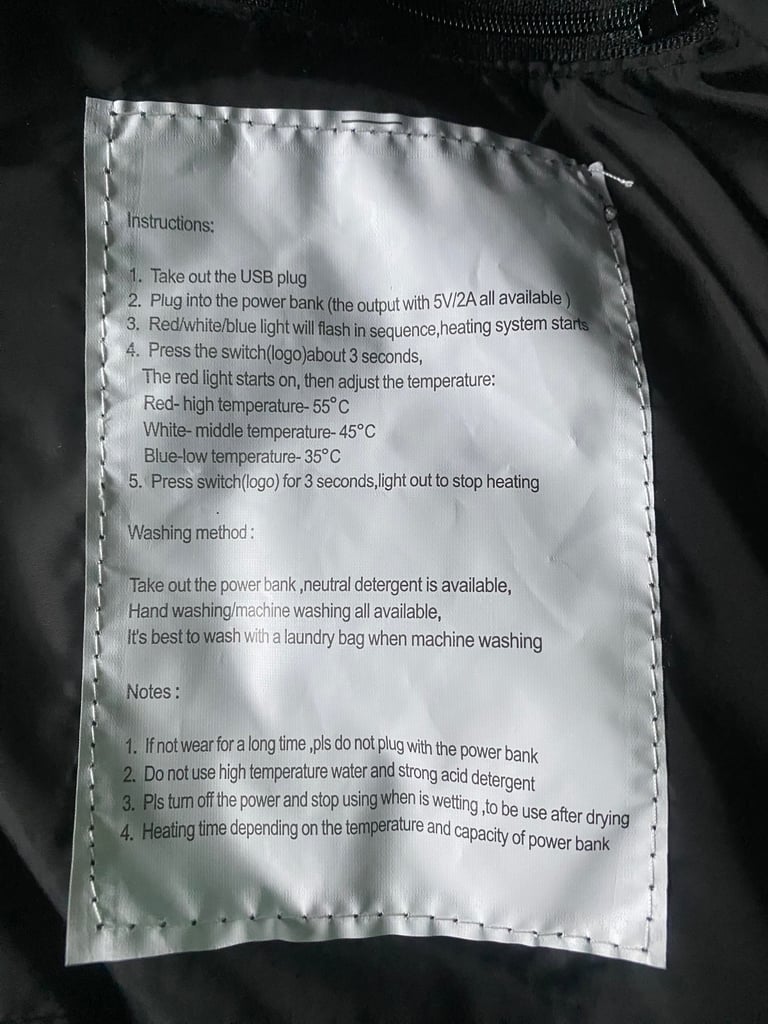 Instructions:
1. Take out the USB plug
2. Plug into the power bank (the output with 5V/2A all available )
3. Red/white/blue light will flash in sequence,heating system starts
4. Press the switch(logo)about 3 seconds,
The red light starts on, then adjust the temperature:
Red- high temperature- 55°C
White- middle temperature- 45°C
Blue-low temperature- 35°C
5. Press switch(logo) for 3 seconds,light out to stop heating
Washing method :
Take out the power bank ,neutral detergent is available,
Hand washing/machine washing all available,
It's best to wash with a laundry bag when machine washing
Notes :
1. If not wear for a long time ,pls do not plug with the power bank
2. Do not use high temperature water and strong acid detergent
3. Pls turn off the power and stop using when is wetting ,to be use after drying
4. Heating time depending on the temperature and capacity of power bank